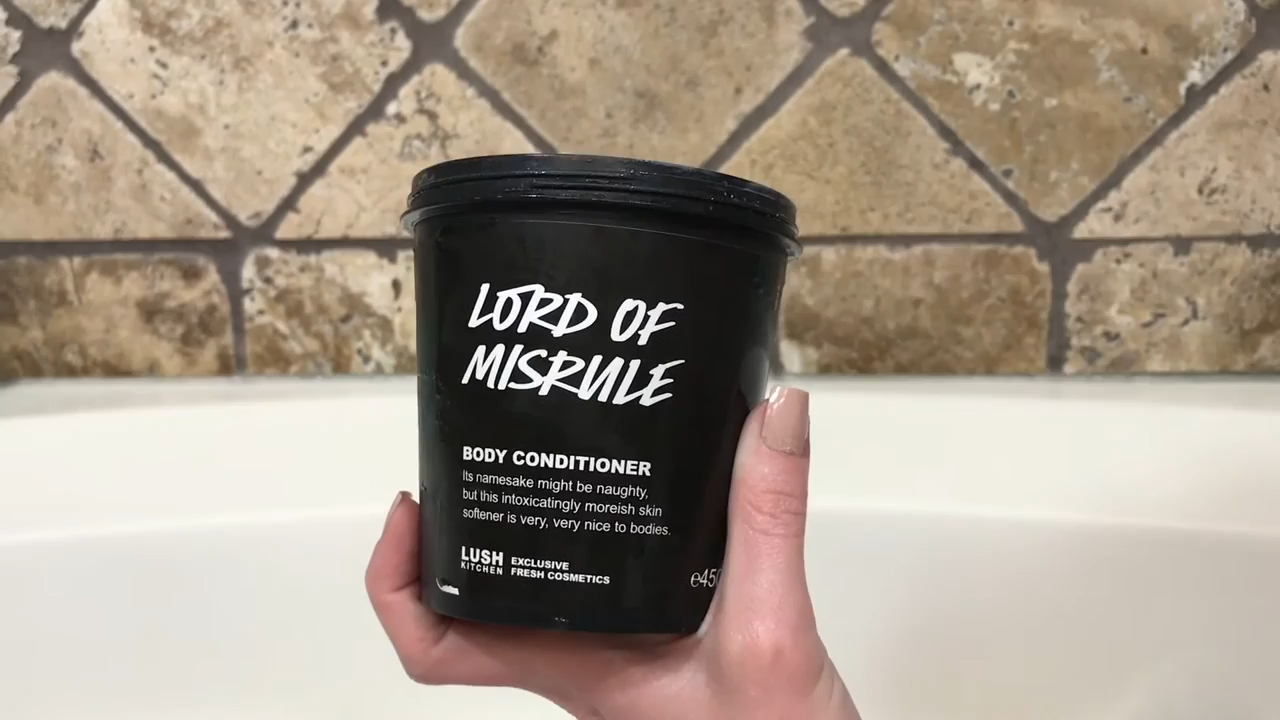 LORD OF
MISRULE
BODY CONDITIONER
Its namesake might be naughty,
but this intoxicatingly moreish skin
softener is very, very nice to bodies.
LUSH
KITCHEN
EXCLUSIVE
FRESH COSMETICS
e450